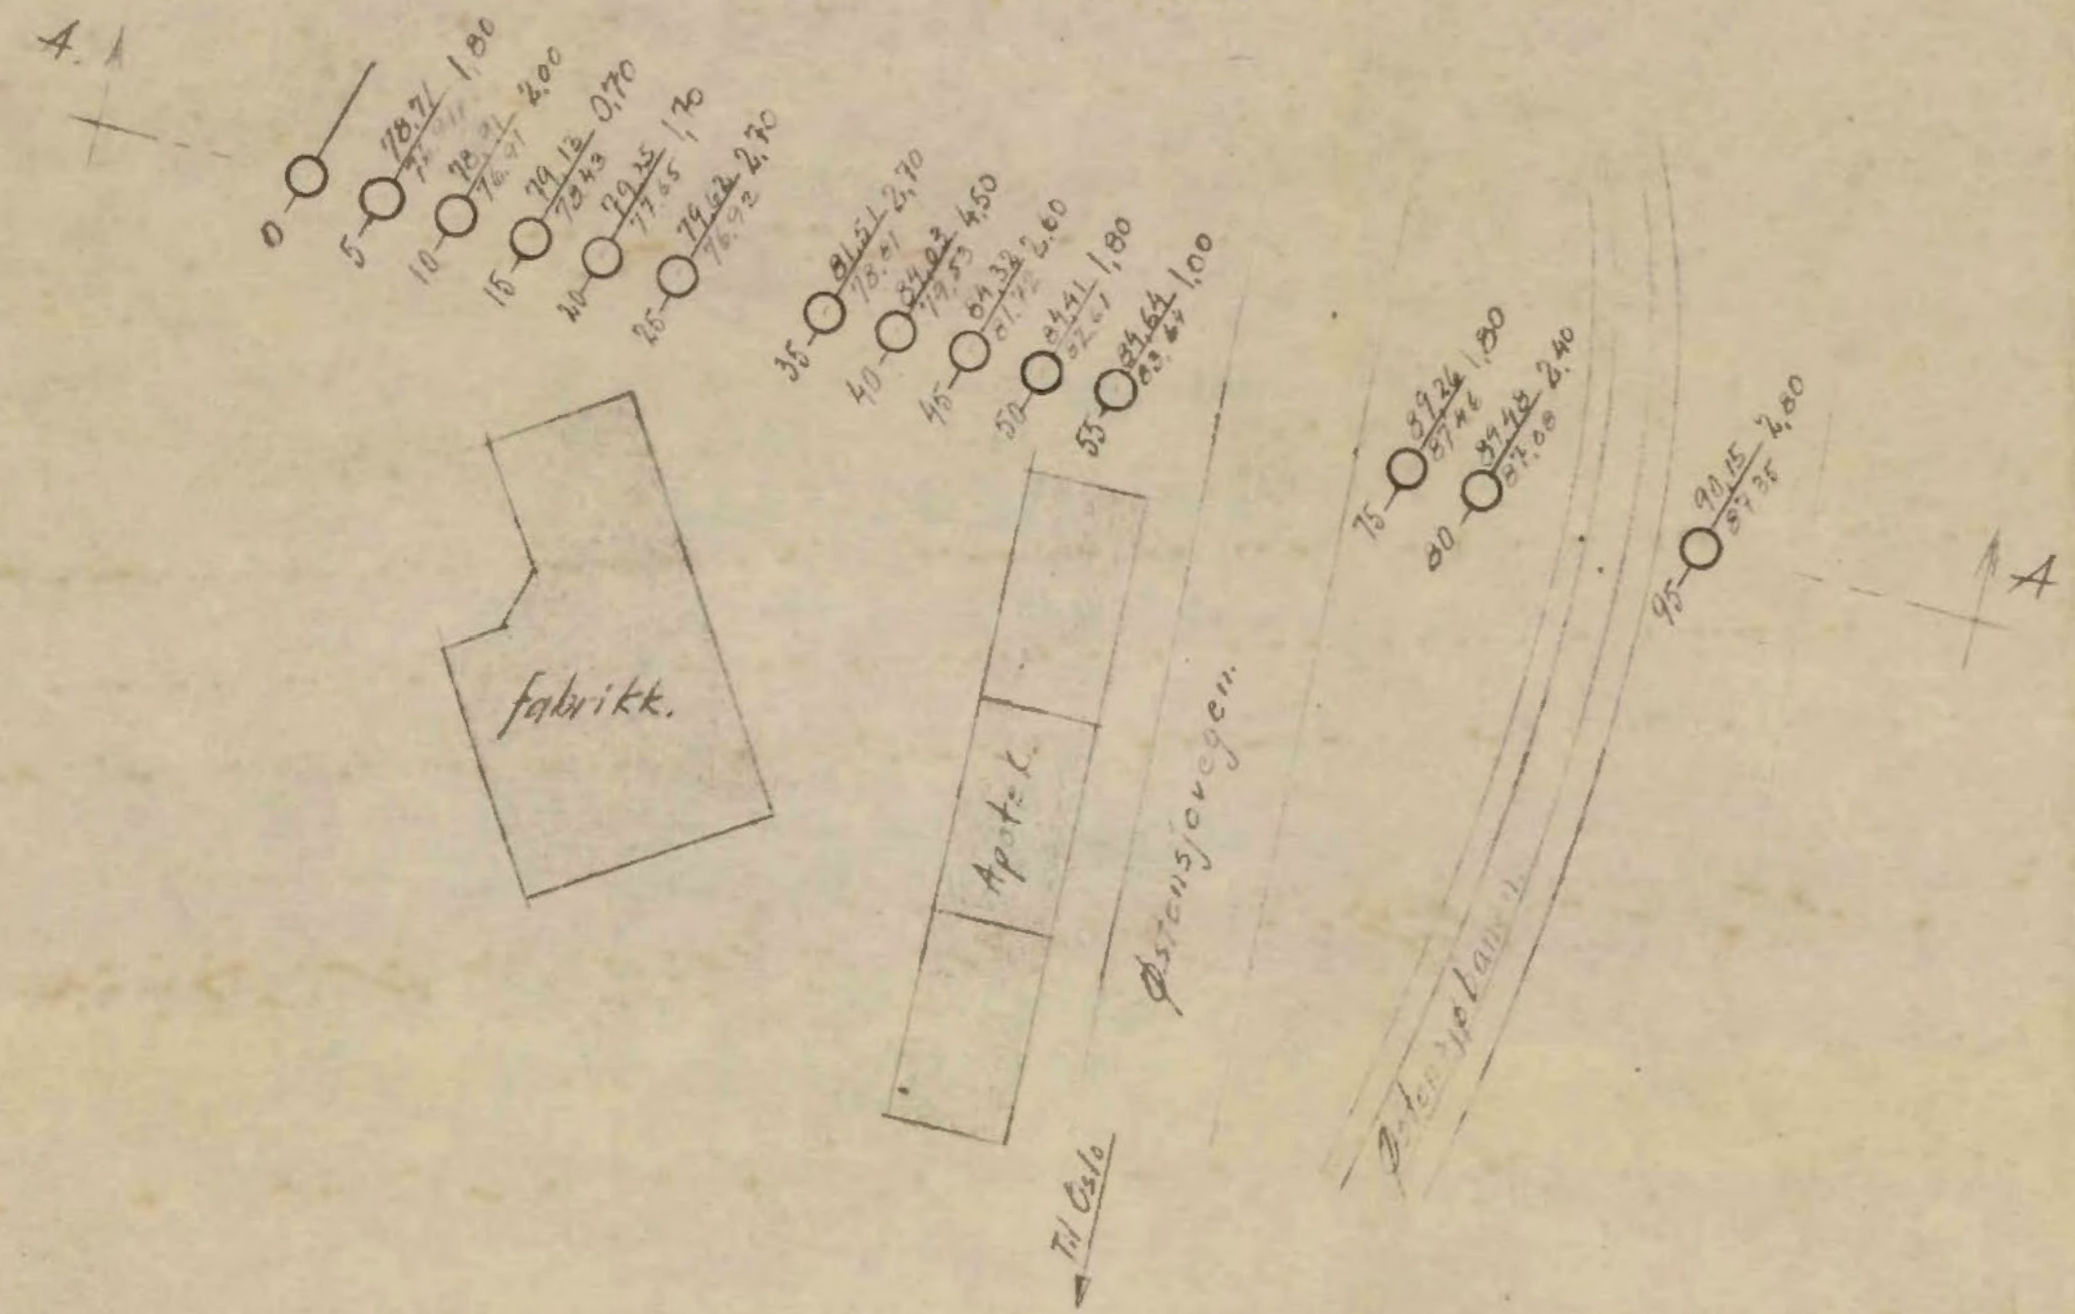 A
0
5 78.71 1,80
76.91
10 78.91 2,00
76.91
15 79.13 0,70
78.43
20 79.35 1,70
77.65
25 79.62 2,70
76.92
35 81.51 2,70
78.81
40 84.03 4,50
79.53
45 84.32 2.60
81.72
50 84.41 1,80
82.61
55 84.64 1,00
83.64
75 89.26 1,80
87.46
80 89.48 2,40
87.08
95 90.15 2,80
87.35
A
fabrikk.
Apotek.
Østensjøvegen.
Østensjøbanen
Til Oslo